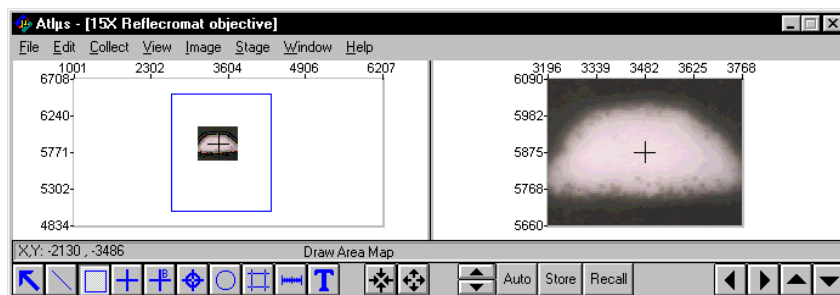 Atlµs - [15X Reflecromat objective]
File Edit Collect View Image Stage Window Help
1001 2302 3604 4906 6207
6708
6240
5771
5302
4834
3196 3339 3482 3625 3768
6090
5982
5875
5768
5660
X,Y: -2130 , -3486 Draw Area Map
B T Auto Store Recall